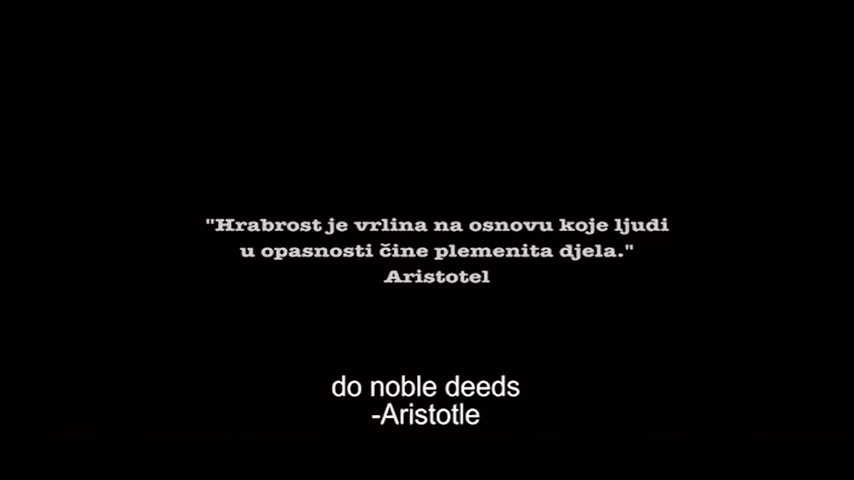 "Hrabrost je vrlina na osnovu koje ljudi
u opasnosti čine plemenita djela."
Aristotel
do noble deeds
-Aristotle